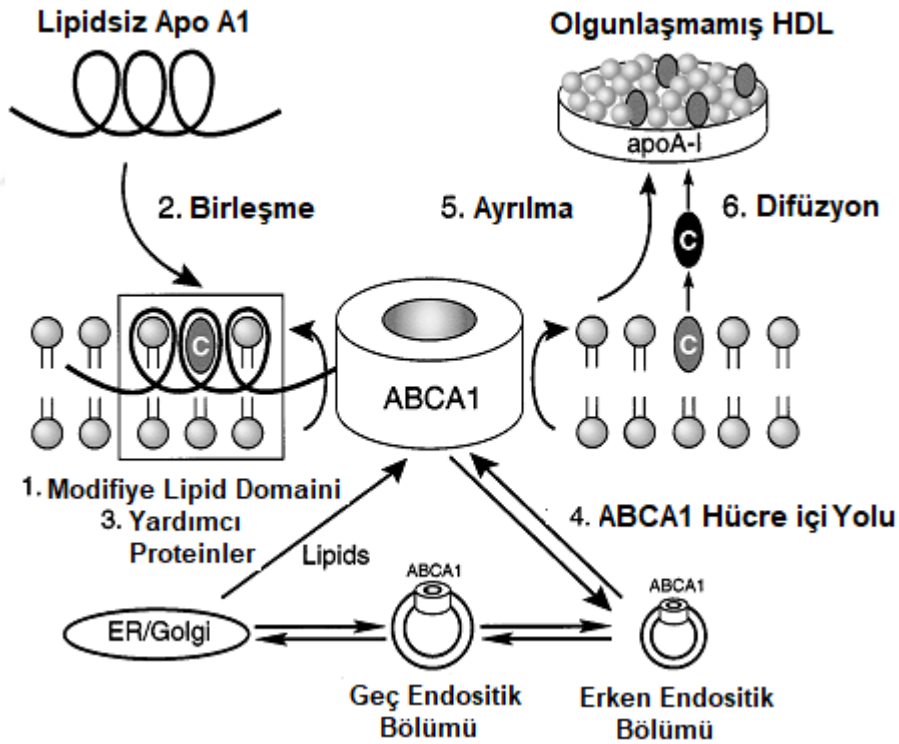 Lipidsiz Apo A1
Olgunlaşmamış HDL
apoA-I
2. Birleşme
5. Ayrılma
6. Difüzyon
C
C
C
ABCA1
1. Modifiye Lipid Domaini
3. Yardımcı
Proteinler
Lipids
4. ABCA1 Hücre içi Yolu
ABCA1
ABCA1
ER/Golgi
Geç Endositik
Bölümü
Erken Endositik
Bölümü